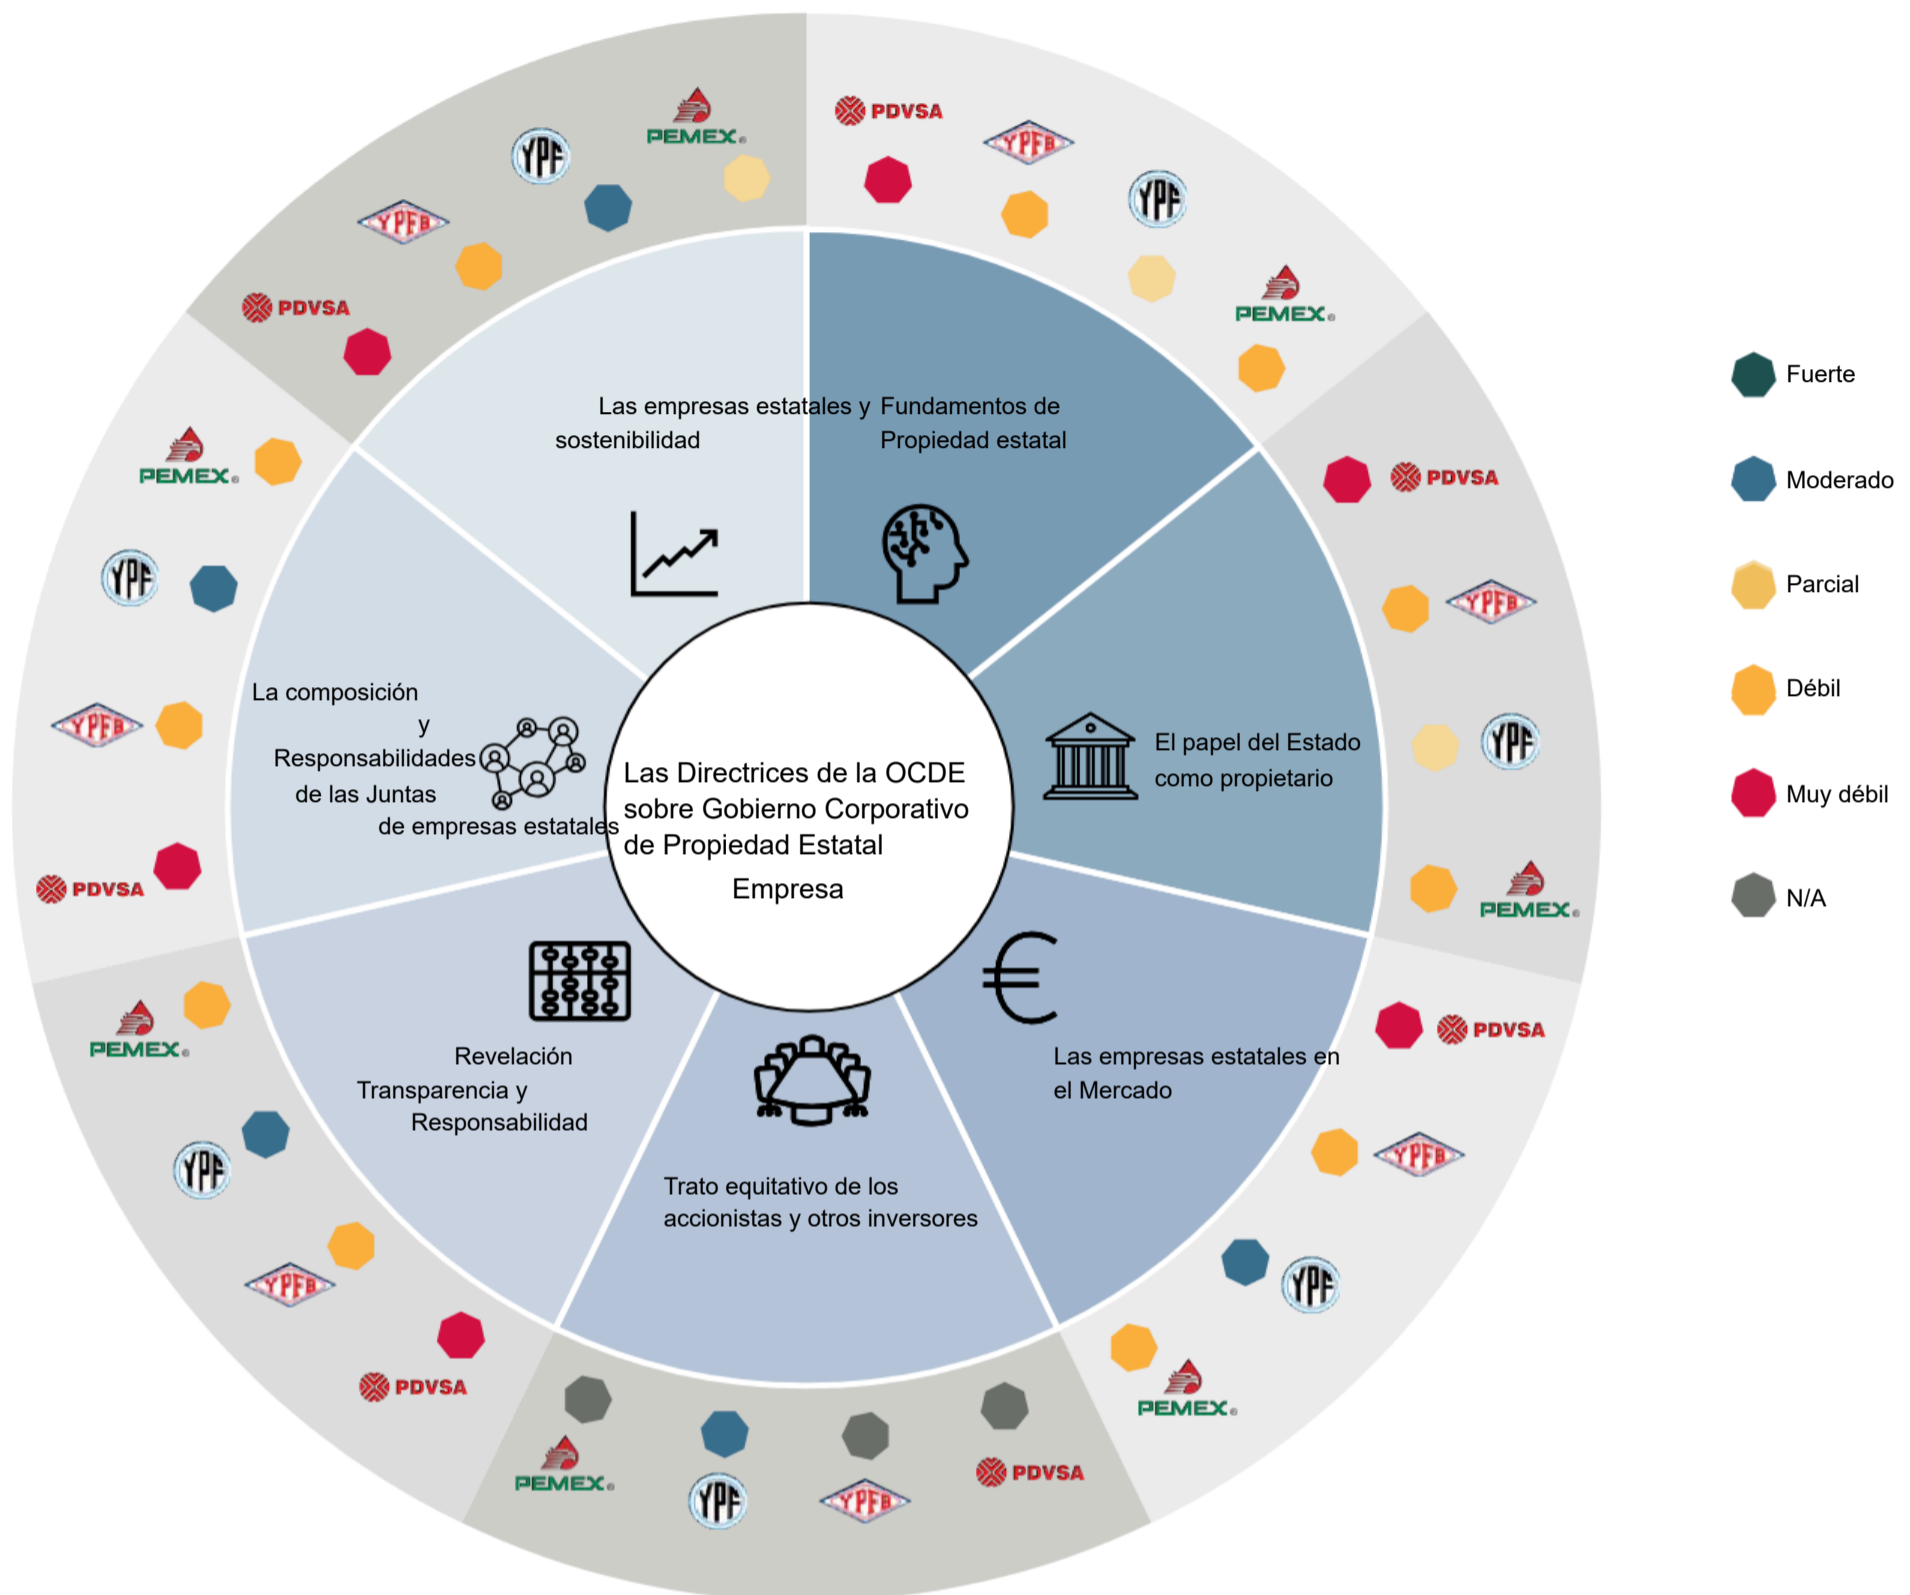 PEMEX
YPF
YPFB
PDVSA
PDVSA
YPFB
YPF
PEMEX
Las empresas estatales y
sostenibilidad
Fundamentos de
Propiedad estatal
PDVSA
YPFB
YPF
PEMEX
El papel del Estado
como propietario
PDVSA
YPFB
YPF
PEMEX
Las empresas estatales en
el Mercado
PDVSA
YPFB
YPF
PEMEX
Trato equitativo de los
accionistas y otros inversores
PDVSA
YPFB
YPF
PEMEX
Revelación
Transparencia y
Responsabilidad
PDVSA
YPFB
YPF
PEMEX
La composición
y
Responsabilidades
de las Juntas
de empresas estatales
Las Directrices de la OCDE
sobre Gobierno Corporativo
de Propiedad Estatal
Empresa
Fuerte
Moderado
Parcial
Débil
Muy débil
N/A